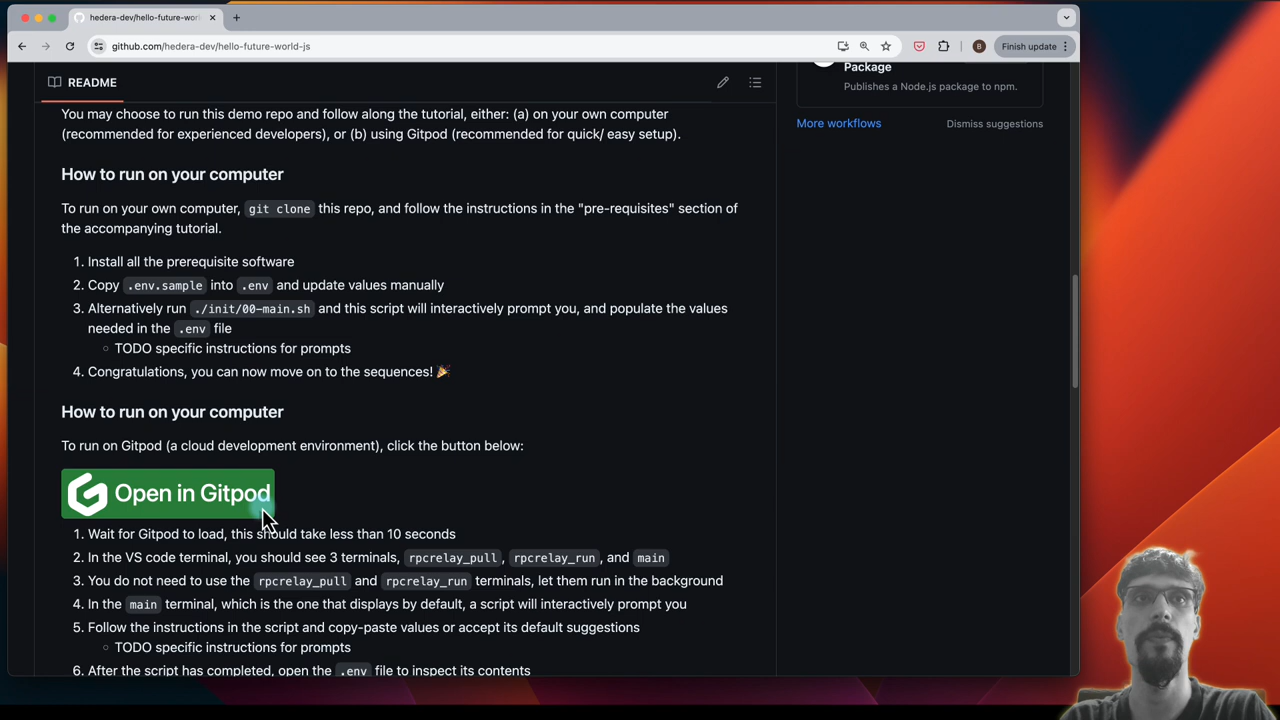 hedera-dev/hello-future-wor
github.com/hedera-dev/hello-future-world-js
B
Finish update
README
Package
Publishes a Node.js package to npm.
More workflows
Dismiss suggestions
You may choose to run this demo repo and follow along the tutorial, either: (a) on your own computer
(recommended for experienced developers), or (b) using Gitpod (recommended for quick/ easy setup).
How to run on your computer
To run on your own computer, git clone this repo, and follow the instructions in the "pre-requisites" section of
the accompanying tutorial.
1. Install all the prerequisite software
2. Copy .env.sample into .env and update values manually
3. Alternatively run ./init/00-main.sh and this script will interactively prompt you, and populate the values
needed in the .env file
TODO specific instructions for prompts
4. Congratulations, you can now move on to the sequences! 🎉
How to run on your computer
To run on Gitpod (a cloud development environment), click the button below:
Open in Gitpod
1. Wait for Gitpod to load, this should take less than 10 seconds
2. In the VS code terminal, you should see 3 terminals, rpcrelay_pull, rpcrelay_run, and main
3. You do not need to use the rpcrelay_pull and rpcrelay_run terminals, let them run in the background
4. In the main terminal, which is the one that displays by default, a script will interactively prompt you
5. Follow the instructions in the script and copy-paste values or accept its default suggestions
TODO specific instructions for prompts
6. After the script has completed, open the .env file to inspect its contents